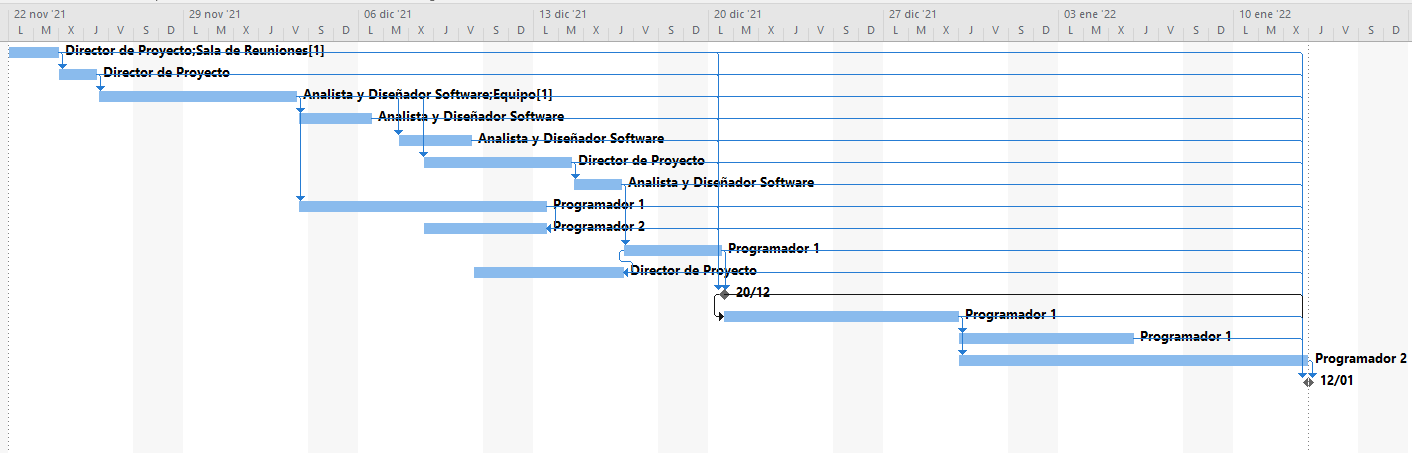 22 nov '21 29 nov '21 06 dic '21 13 dic '21 20 dic '21 27 dic '21 03 ene '22 10 ene '22
L M X J V S D L M X J V S D L M X J V S D L M X J V S D L M X J V S D L M X J V S D L M X J V S D L M X J V S D
Director de Proyecto;Sala de Reuniones[1]
Director de Proyecto
Analista y Diseñador Software;Equipo[1]
Analista y Diseñador Software
Analista y Diseñador Software
Director de Proyecto
Analista y Diseñador Software
Programador 1
Programador 2
Programador 1
Director de Proyecto
20/12
Programador 1
Programador 1
Programador 2
12/01